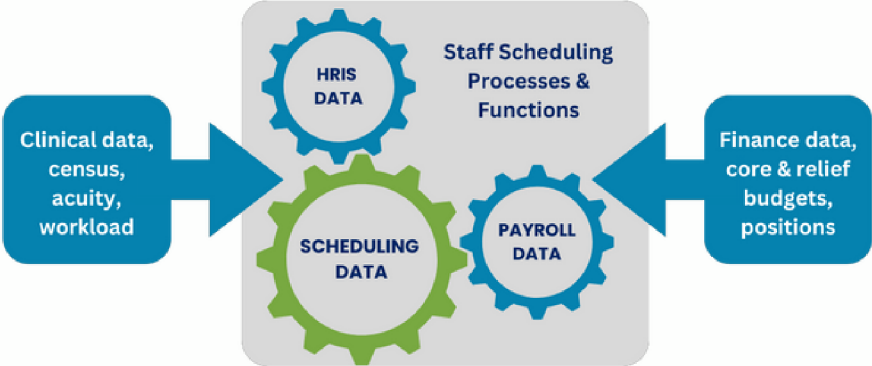 Clinical data,
census,
acuity,
workload
HRIS
DATA
Staff Scheduling
Processes &
Functions
SCHEDULING
DATA
PAYROLL
DATA
Finance data,
core & relief
budgets,
positions